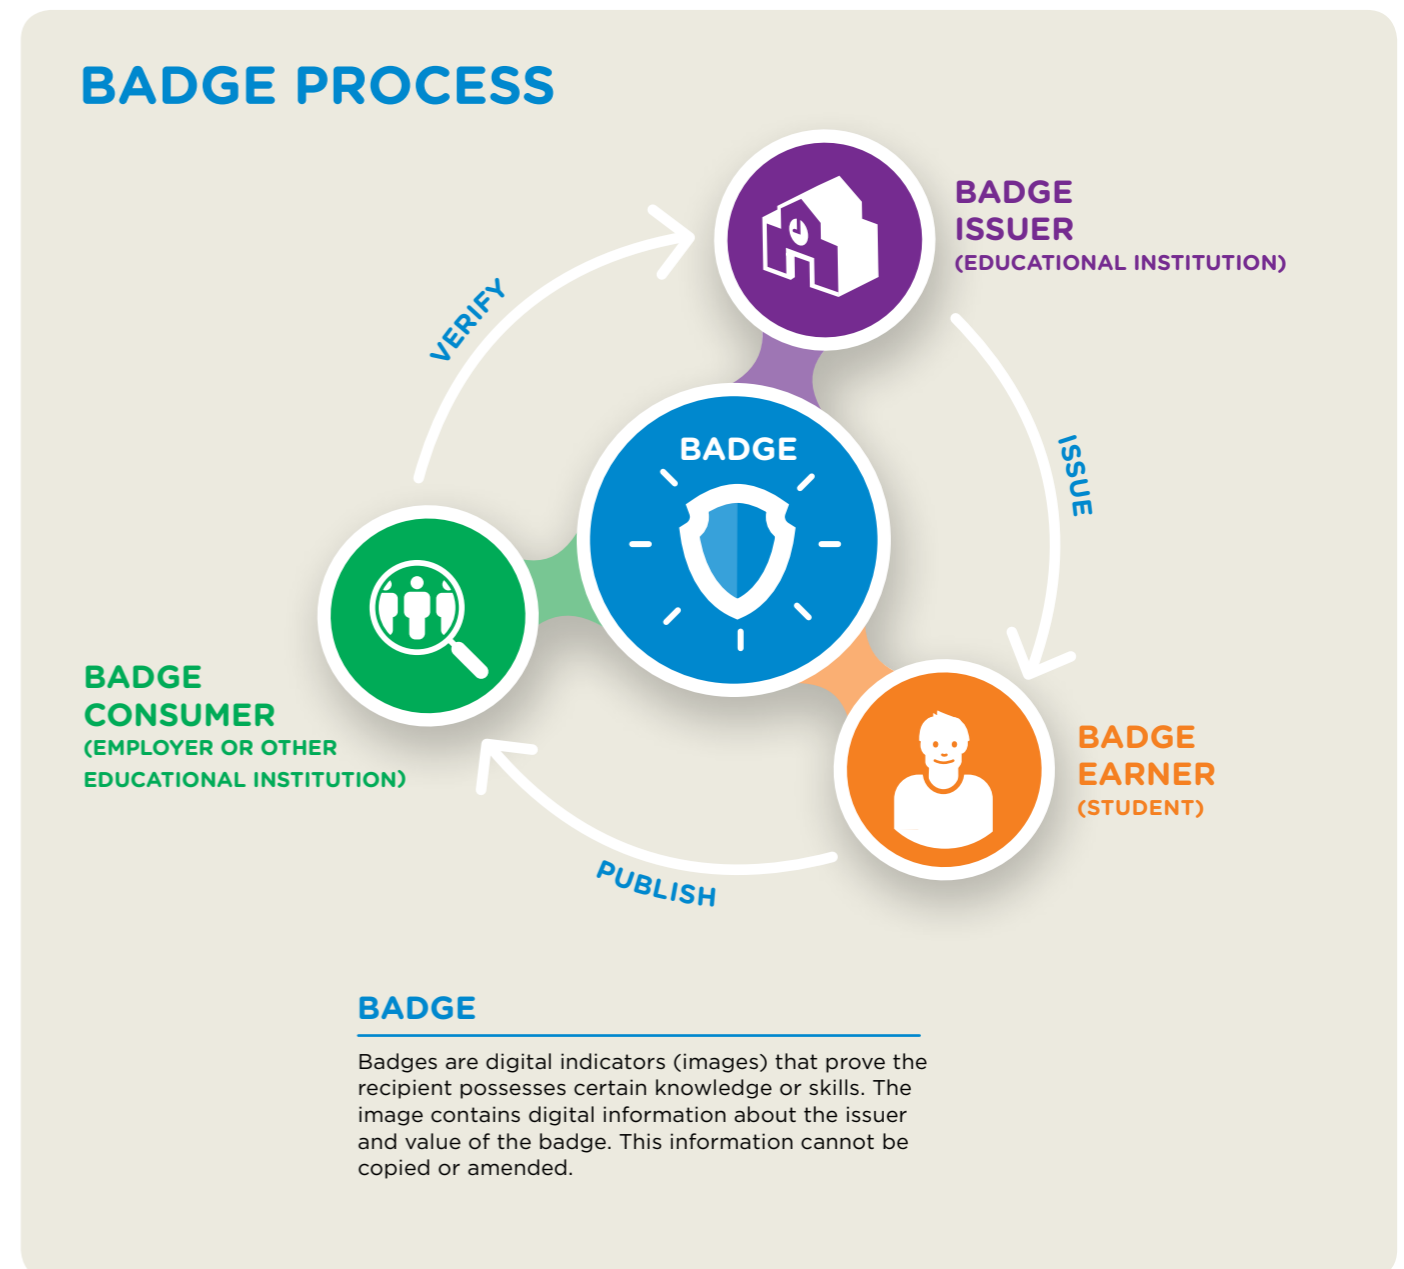 BADGE PROCESS
BADGE
ISSUER
(EDUCATIONAL INSTITUTION)
VERIFY
ISSUE
BADGE
BADGE
CONSUMER
(EMPLOYER OR OTHER
EDUCATIONAL INSTITUTION)
BADGE
EARNER
(STUDENT)
PUBLISH
BADGE
Badges are digital indicators (images) that prove the
recipient possesses certain knowledge or skills. The
image contains digital information about the issuer
and value of the badge. This information cannot be
copied or amended.